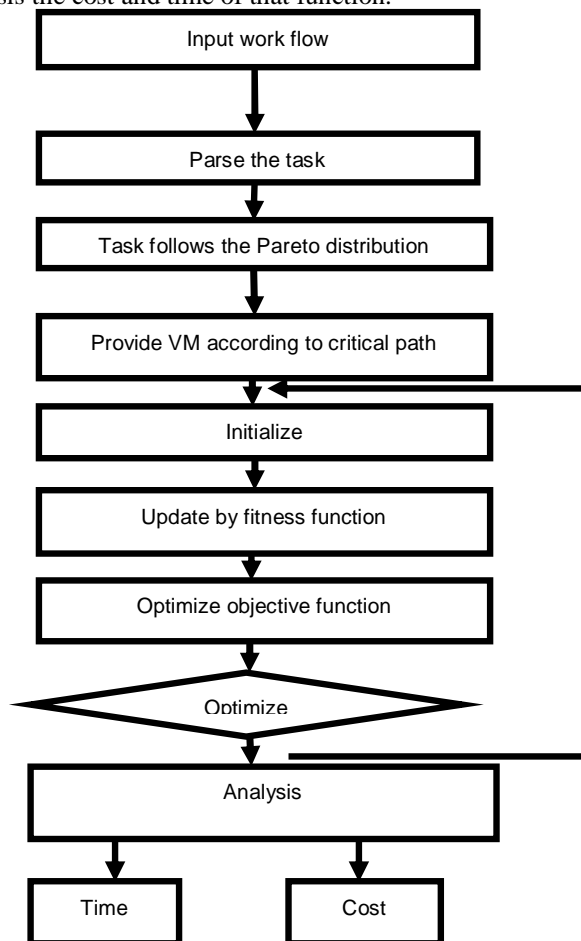 sis the cost and time of that function.
Input work flow
Parse the task
Task follows the Pareto distribution
Provide VM according to critical path
Initialize
Update by fitness function
Optimize objective function
Optimize
Analysis
Time
Cost